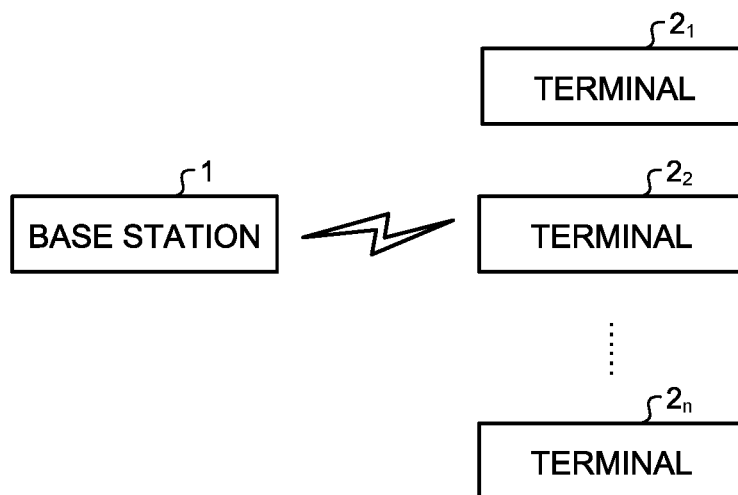 2₁
TERMINAL
1
2₂
BASE STATION
TERMINAL
2ₙ
TERMINAL